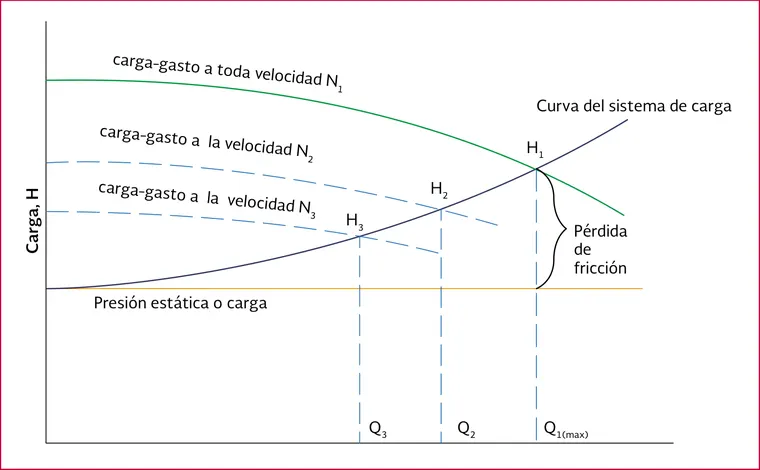 carga-gasto a toda velocidad N1
Curva del sistema de carga
carga-gasto a la velocidad N2
H1
carga-gasto a la velocidad N3
H2
H3
Carga, H
Pérdida
de
fricción
Presión estática o carga
Q3
Q2
Q1(max)